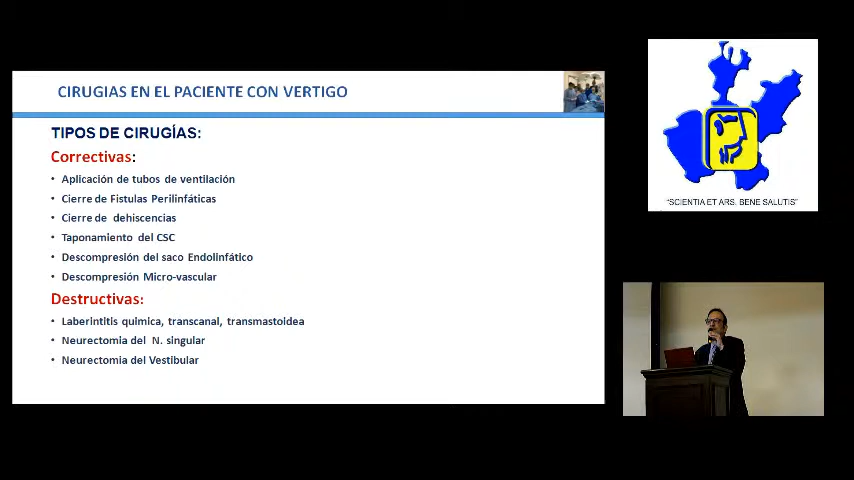 CIRUGIAS EN EL PACIENTE CON VERTIGO
TIPOS DE CIRUGÍAS:
Correctivas:
• Aplicación de tubos de ventilación
• Cierre de Fistulas Perilinfáticas
• Cierre de dehiscencias
• Taponamiento del CSC
• Descompresión del saco Endolinfático
• Descompresión Micro-vascular
Destructivas:
• Laberintitis quimica, transcanal, transmastoidea
• Neurectomia del N. singular
• Neurectomia del Vestibular
"SCIENTIA ET ARS, BENE SALUTIS"